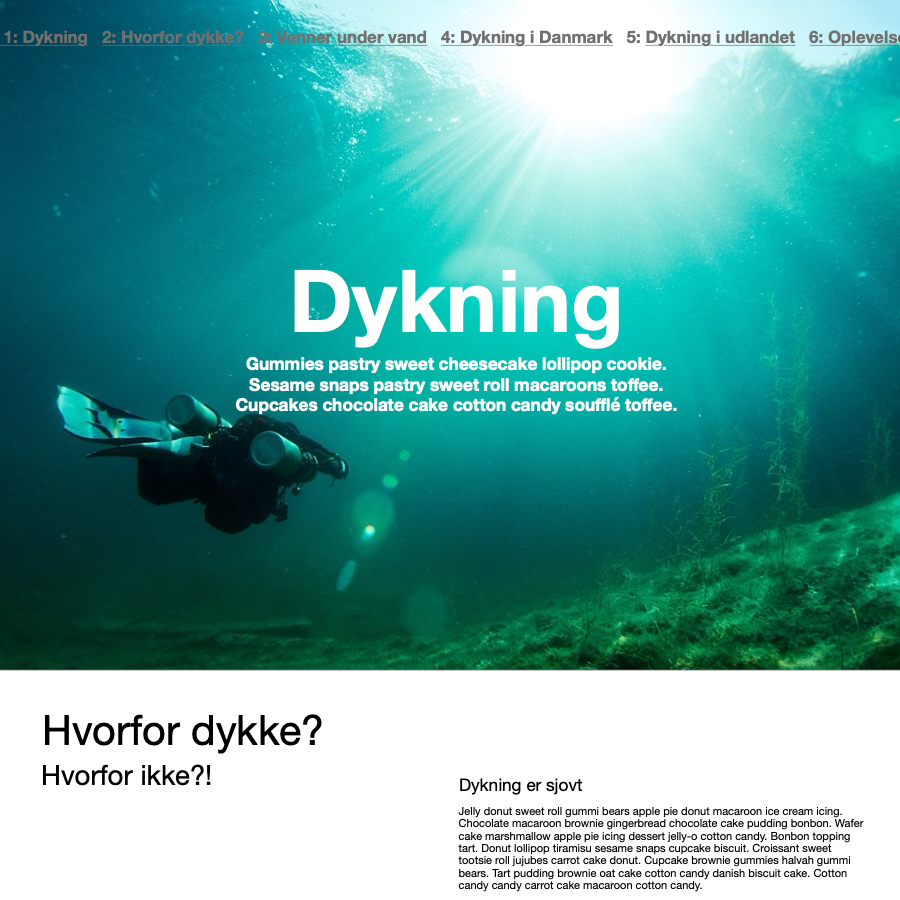 1: Dykning 2: Hvorfor dykke? 3: Venner under vand 4: Dykning i Danmark 5: Dykning i udlandet 6: Oplevelse
Dykning
Gummies pastry sweet cheesecake lollipop cookie.
Sesame snaps pastry sweet roll macaroons toffee.
Cupcakes chocolate cake cotton candy soufflé toffee.
Hvorfor dykke?
Hvorfor ikke?!
Dykning er sjovt
Jelly donut sweet roll gummi bears apple pie donut macaroon ice cream icing.
Chocolate macaroon brownie gingerbread chocolate cake pudding bonbon. Wafer
cake marshmallow apple pie icing dessert jelly-o cotton candy. Bonbon topping
tart. Donut lollipop tiramisu sesame snaps cupcake biscuit. Croissant sweet
tootsie roll jujubes carrot cake donut. Cupcake brownie gummies halvah gummi
bears. Tart pudding brownie oat cake cotton candy danish biscuit cake. Cotton
candy candy carrot cake macaroon cotton candy.